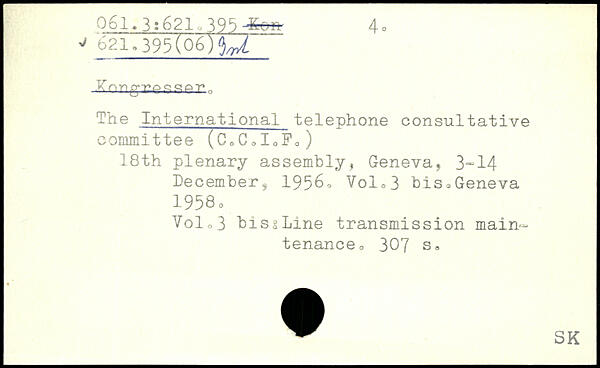 061.3:621.395 Kon 4.
✓ 621.395(06) Int
Kongresser.
The International telephone consultative
committee (C.C.I.F.)
18th plenary assembly, Geneva, 3-14
December, 1956. Vol.3 bis.Geneva
1958.
Vol.3 bis:Line transmission main-
tenance. 307 s.
SK